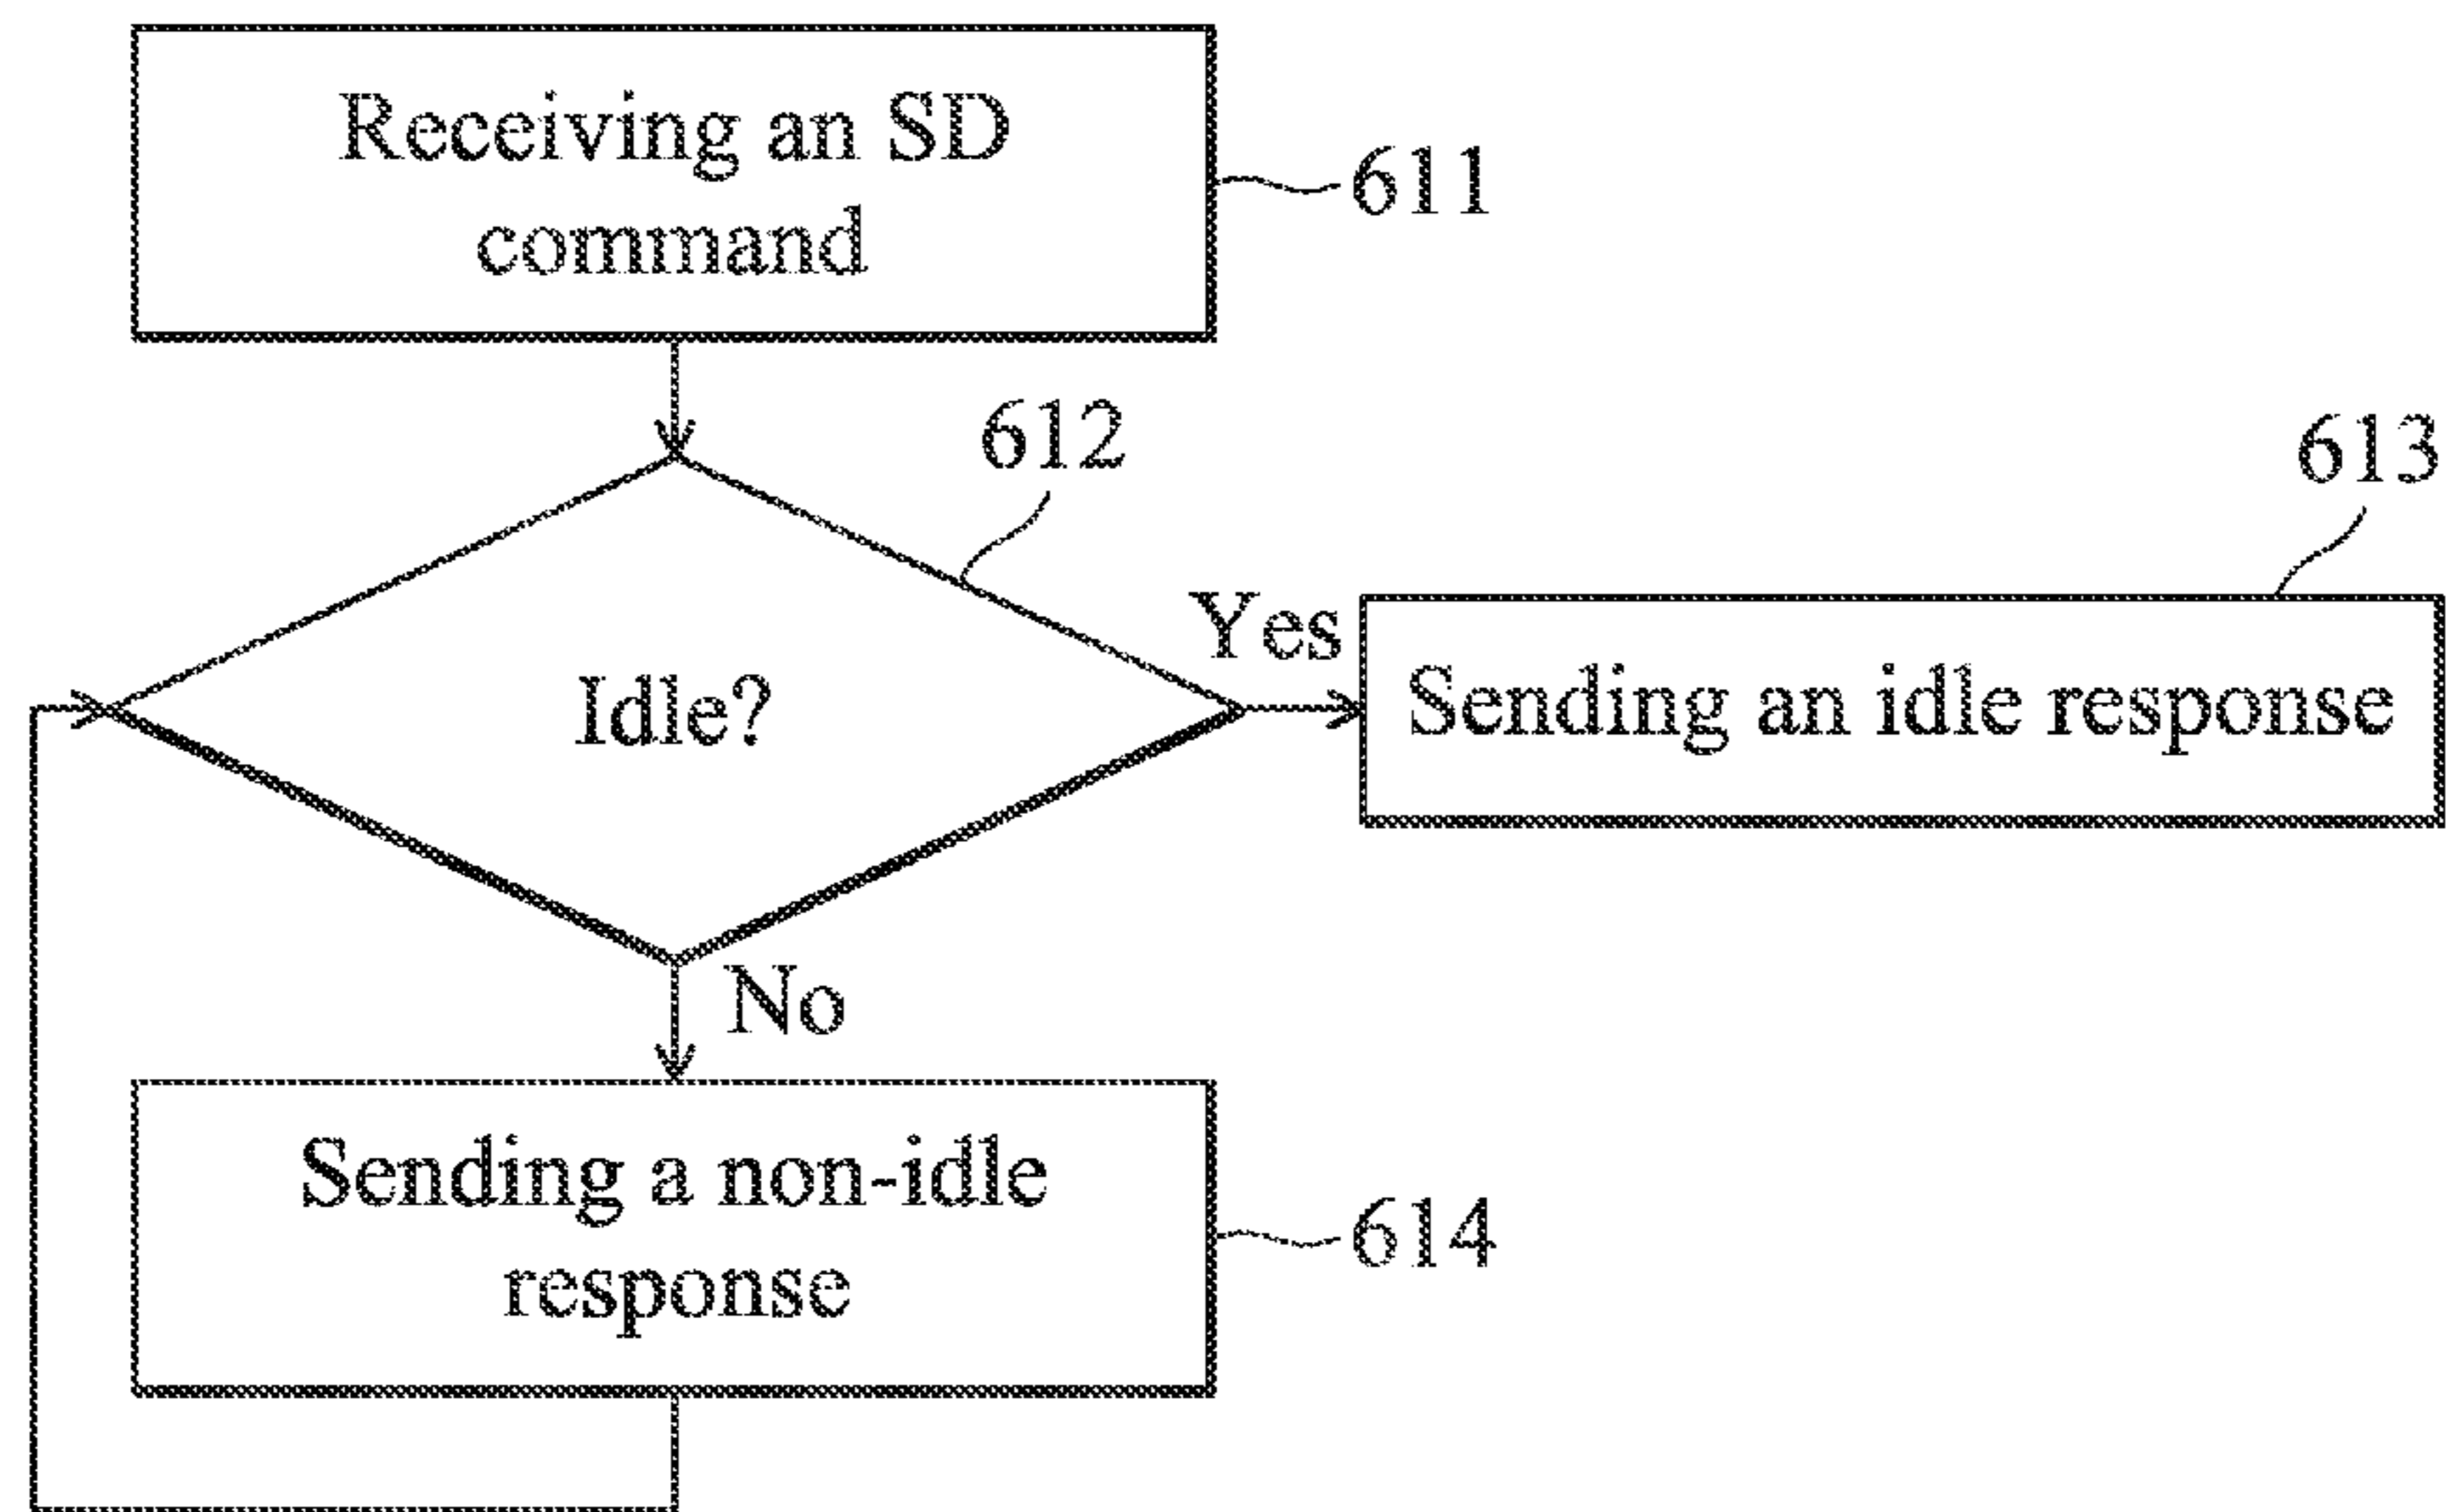 Receiving an SD
command
611
612
613
Yes
Idle?
Sending an idle response
No
Sending a non-idle
response
614